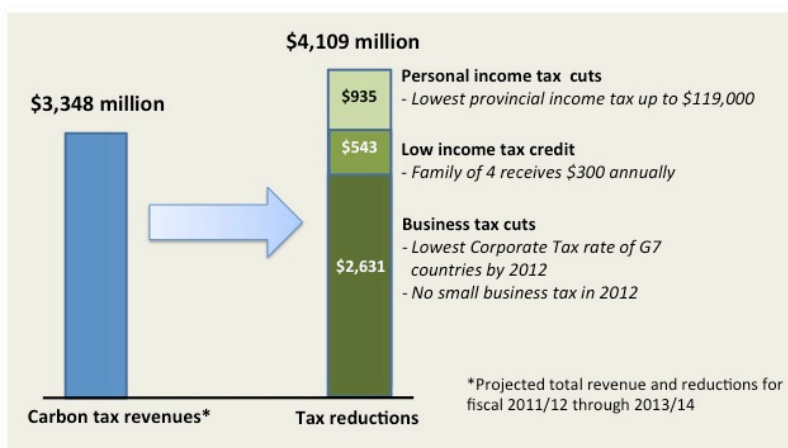 $4,109 million
$3,348 million
$935
Personal income tax cuts
- Lowest provincial income tax up to $119,000
$543
Low income tax credit
- Family of 4 receives $300 annually
$2,631
Business tax cuts
- Lowest Corporate Tax rate of G7
countries by 2012
- No small business tax in 2012
Carbon tax revenues*
Tax reductions
*Projected total revenue and reductions for
fiscal 2011/12 through 2013/14